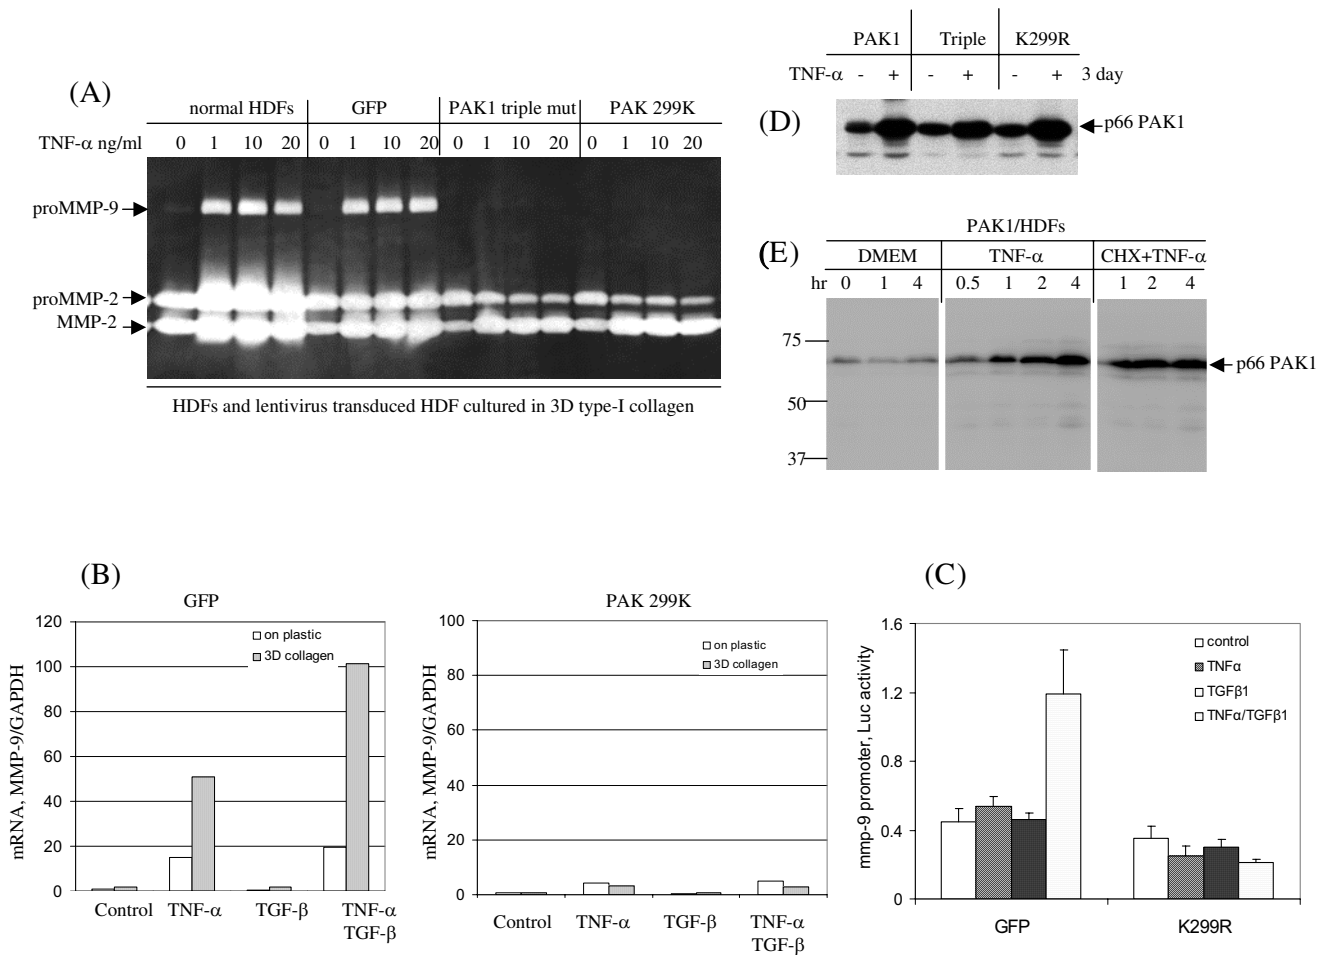 (A)
normal HDFs GFP PAK1 triple mut PAK 299K
TNF-α ng/ml 0 1 10 20 0 1 10 20 0 1 10 20 0 1 10 20
proMMP-9
proMMP-2
MMP-2
HDFs and lentivirus transduced HDF cultured in 3D type-I collagen
PAK1 Triple K299R
TNF-α - + - + - + 3 day
(D)
p66 PAK1
PAK1/HDFs
(E)
DMEM TNF-α CHX+TNF-α
hr 0 1 4 0.5 1 2 4 1 2 4
75
p66 PAK1
50
37
(B)
GFP
mRNA, MMP-9/GAPDH
120
100
80
60
40
20
0
on plastic
3D collagen
Control TNF-α TGF-β TNF-α
TGF-β
PAK 299K
mRNA, MMP-9/GAPDH
100
80
60
40
20
0
on plastic
3D collagen
Control TNF-α TGF-β TNF-α
TGF-β
(C)
mmp-9 promoter, Luc activity
1.6
1.2
0.8
0.4
0
control
TNFα
TGFβ1
TNFα/TGFβ1
GFP K299R